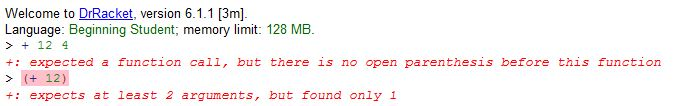 Welcome to DrRacket, version 6.1.1 [3m].
Language: Beginning Student; memory limit: 128 MB.
> + 12 4
+: expected a function call, but there is no open parenthesis before this function
> (+ 12)
+: expects at least 2 arguments, but found only 1